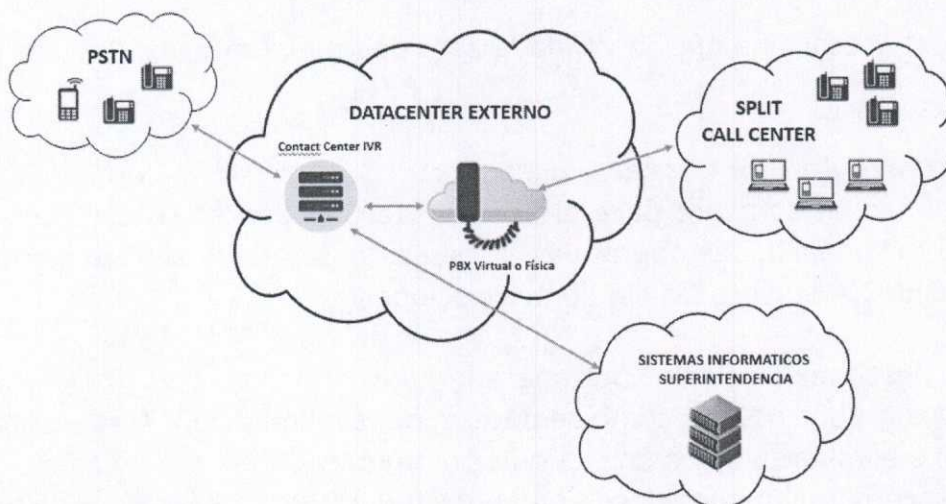 PSTN
DATACENTER EXTERNO
Contact Center IVR
PBX Virtual o Física
SPLIT
CALL CENTER
SISTEMAS INFORMATICOS
SUPERINTENDENCIA